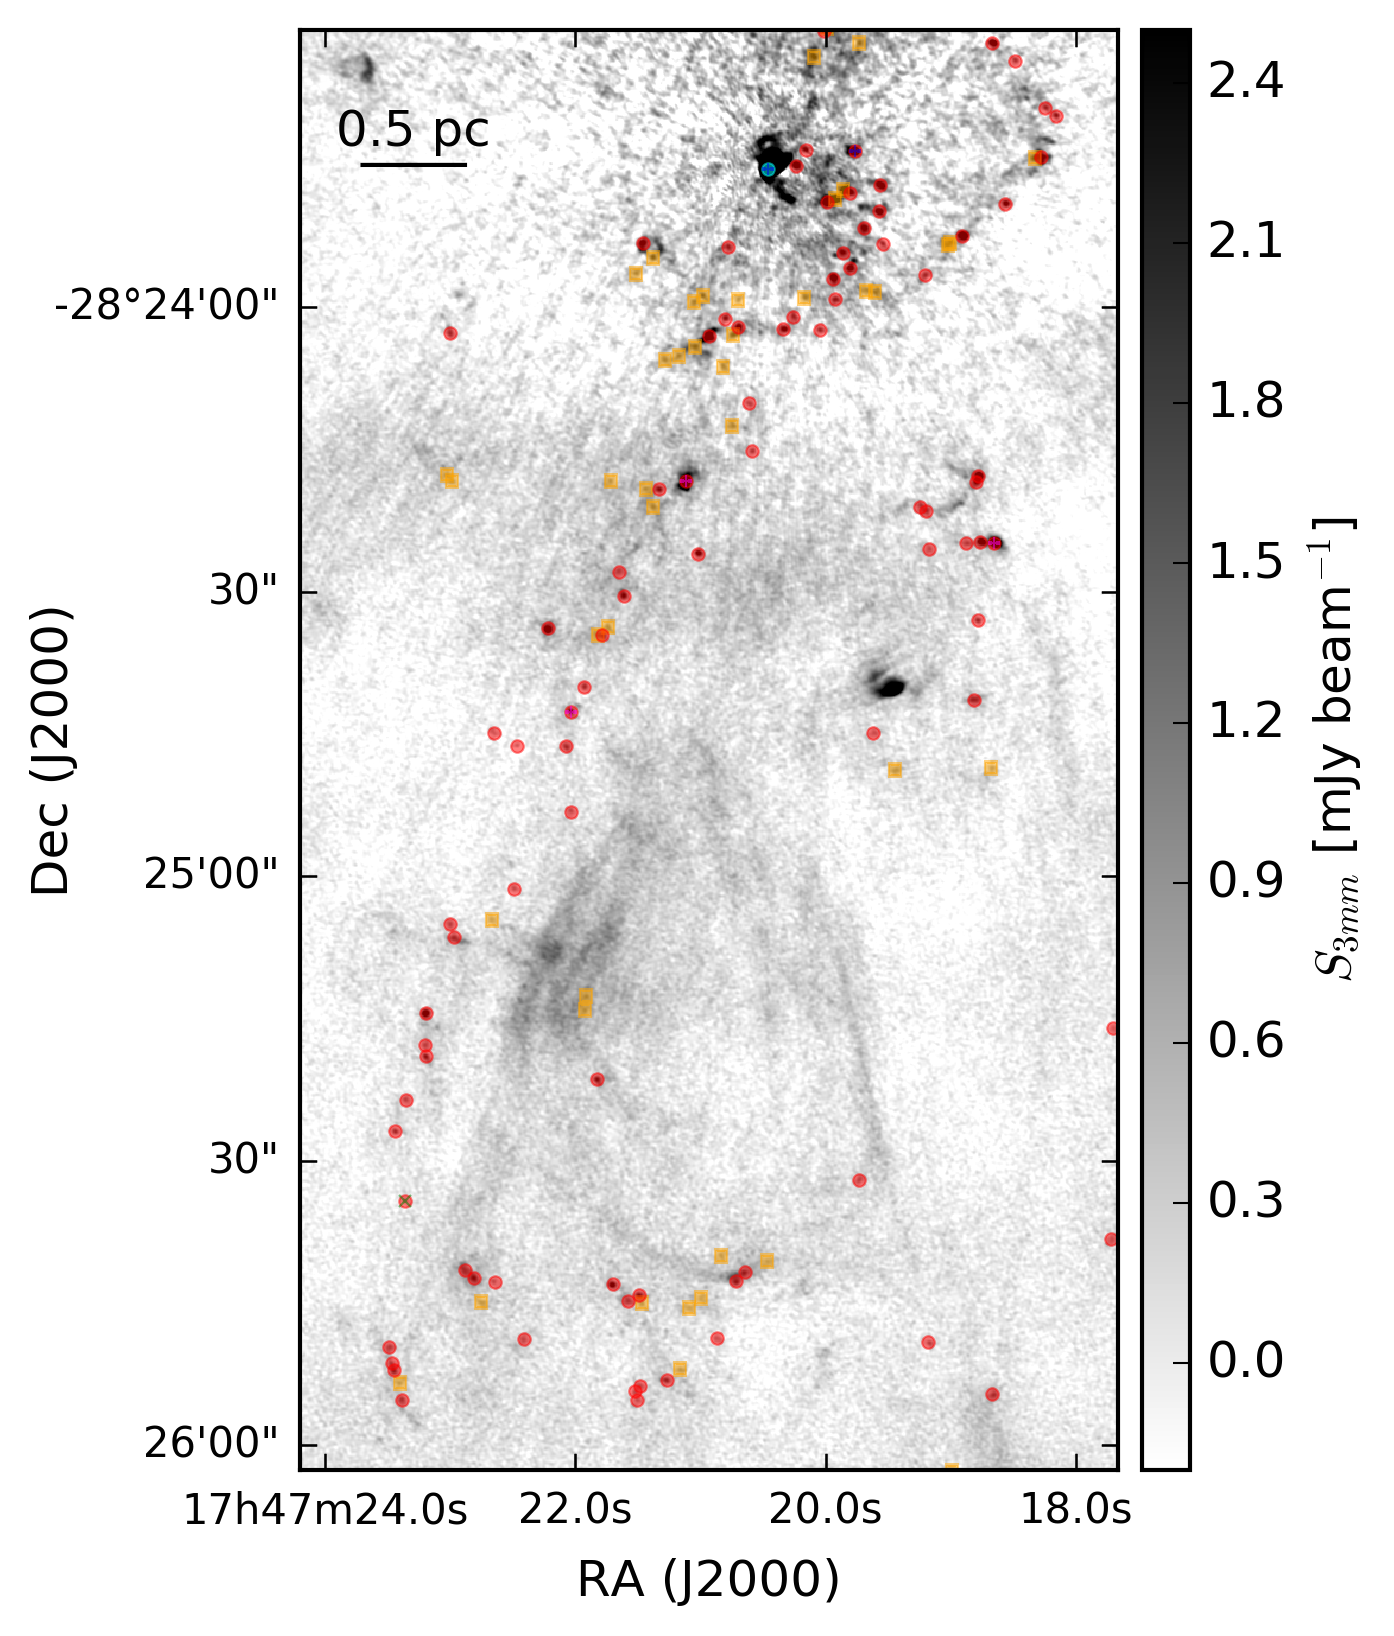 0.5 pc
-28°24'00"
30"
25'00"
30"
26'00"
Dec (J2000)
17h47m24.0s 22.0s 20.0s 18.0s
RA (J2000)
2.4
2.1
1.8
1.5
1.2
0.9
0.6
0.3
0.0
S_{3mm} [mJy beam^{-1}]